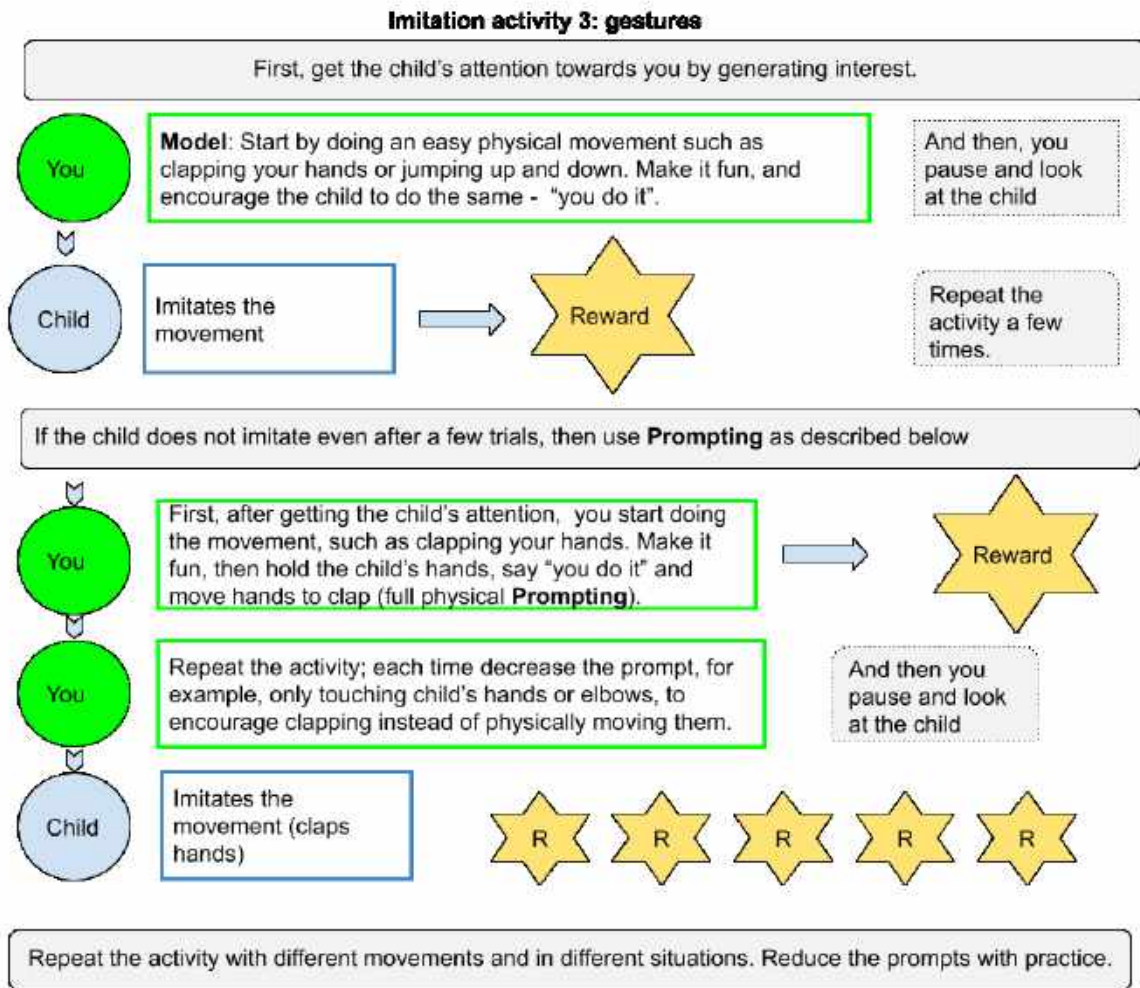 Imitation activity 3: gestures
First, get the child's attention towards you by generating interest.
You
Model: Start by doing an easy physical movement such as
clapping your hands or jumping up and down. Make it fun, and
encourage the child to do the same - "you do it".
And then, you
pause and look
at the child
Child
Imitates the
movement
Reward
Repeat the
activity a few
times.
If the child does not imitate even after a few trials, then use Prompting as described below
You
First, after getting the child's attention, you start doing
the movement, such as clapping your hands. Make it
fun, then hold the child's hands, say "you do it" and
move hands to clap (full physical Prompting).
Reward
You
Repeat the activity; each time decrease the prompt, for
example, only touching child's hands or elbows, to
encourage clapping instead of physically moving them.
And then you
pause and look
at the child
Child
Imitates the
movement (claps
hands)
R R R R R
Repeat the activity with different movements and in different situations. Reduce the prompts with practice.